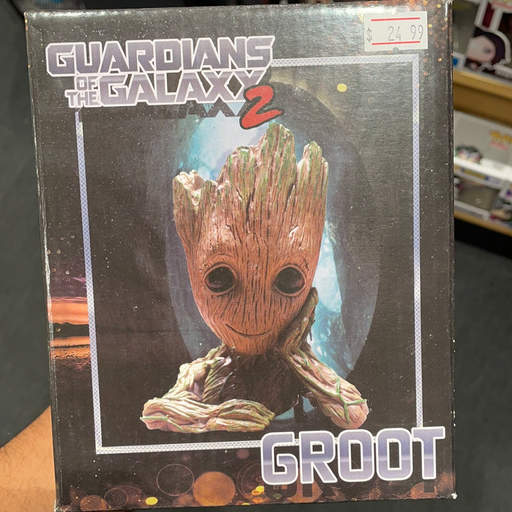 $ 24.99
GUARDIANS
OF THE GALAXY
2
GROOT